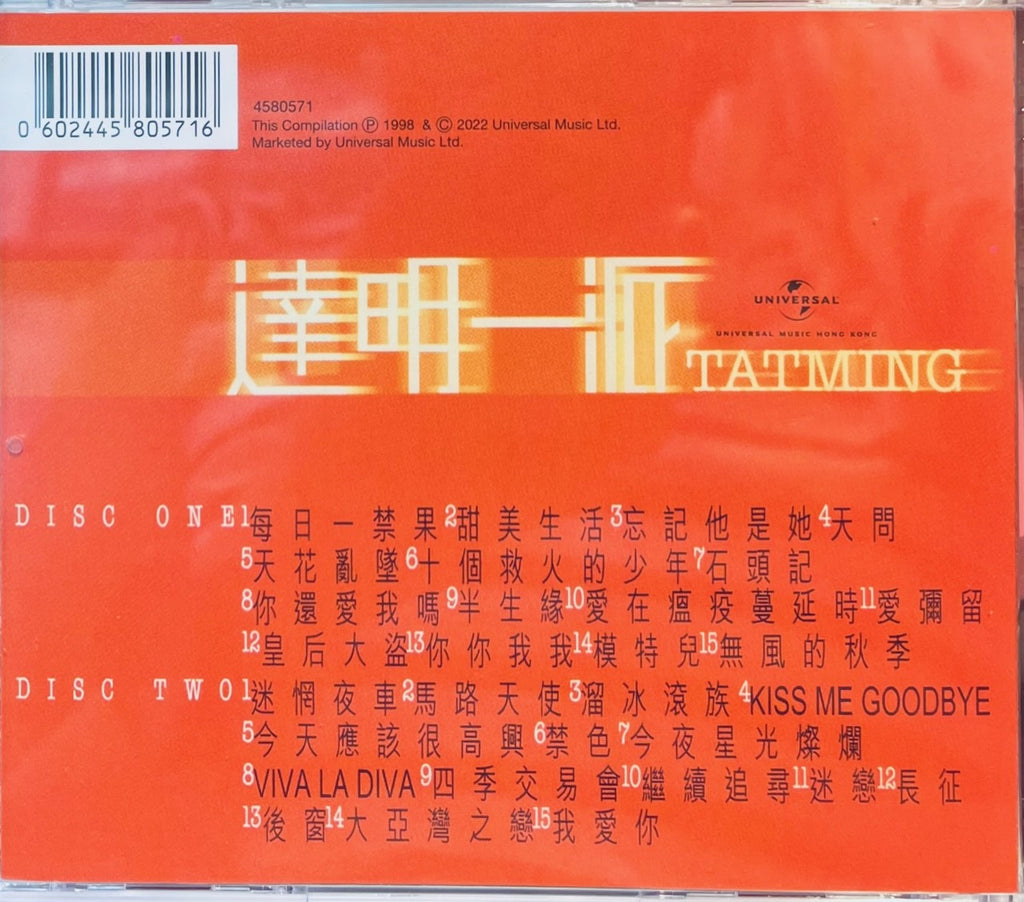 4580571
This Compilation Ⓟ 1998 & © 2022 Universal Music Ltd.
Marketed by Universal Music Ltd.
0 602445 805716
達明一派
UNIVERSAL
UNIVERSAL MUSIC HONG KONG
TATMING
DISC ONE 1每日一禁果 2甜美生活 3忘記他是她 4天問
5天花亂墜 6十個救火的少年 7石頭記
8你還愛我嗎 9半生緣 10愛在瘟疫蔓延時 11愛彌留
12皇后大盜 13你你我我 14模特兒 15無風的秋季
DISC TWO 1迷惘夜車 2馬路天使 3溜冰滾族 4KISS ME GOODBYE
5今天應該很高興 6禁色 7今夜星光燦爛
8VIVA LA DIVA 9四季交易會 10繼續追尋 11迷戀 12長征
13後窗 14大亞灣之戀 15我愛你